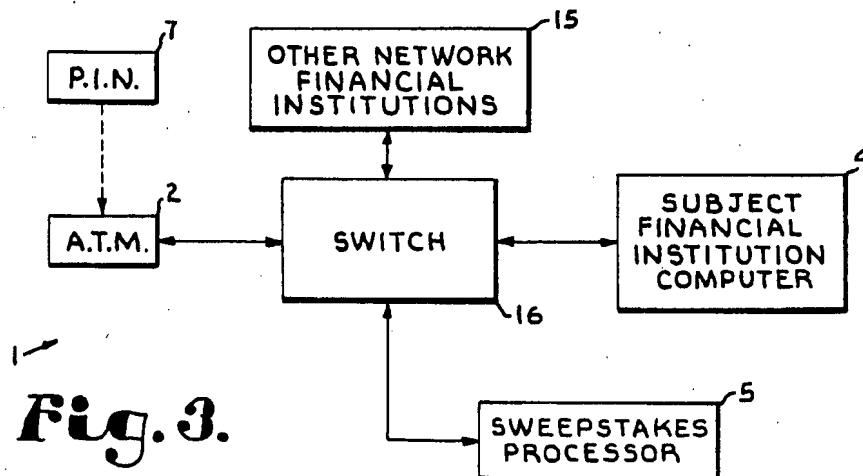 7
P.I.N.
15
OTHER NETWORK
FINANCIAL
INSTITUTIONS
2
A.T.M.
SWITCH
16
4
SUBJECT
FINANCIAL
INSTITUTION
COMPUTER
1
Fig. 3.
5
SWEEPSTAKES
PROCESSOR